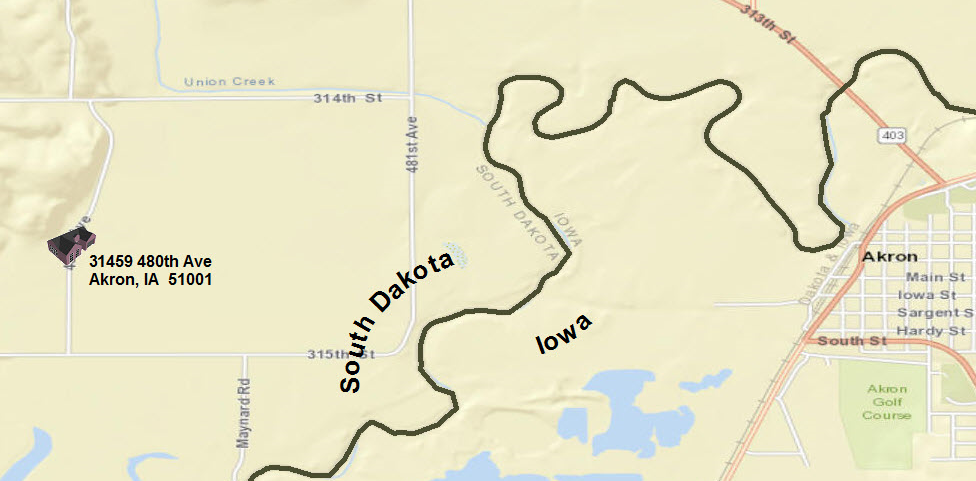 313th St
Union Creek
314th St
481st Ave
403
SOUTH DAKOTA
IOWA
31459 480th Ave
Akron, IA  51001
South Dakota
Iowa
Dakota & Iowa
Akron
Main St
Iowa St
Sargent S
Hardy St
South St
315th St
Maynard Rd
Akron
Golf
Course